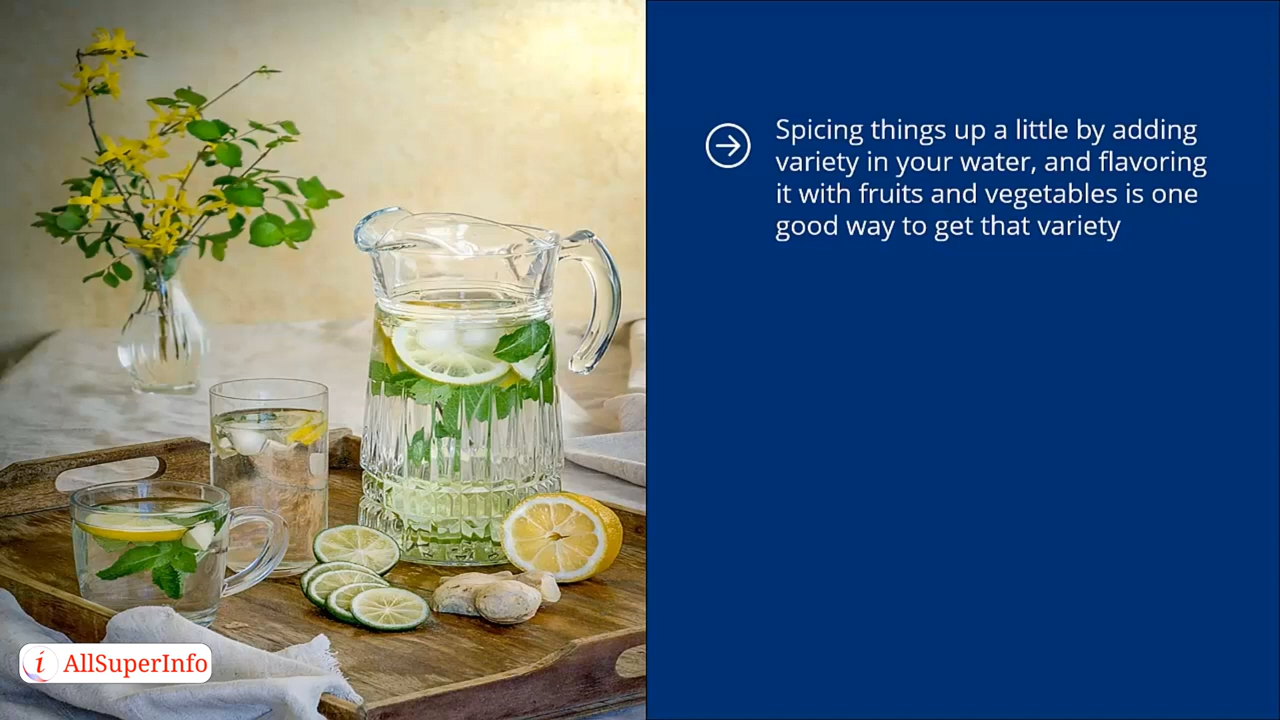 Spicing things up a little by adding
variety in your water, and flavoring
it with fruits and vegetables is one
good way to get that variety
i AllSuperInfo